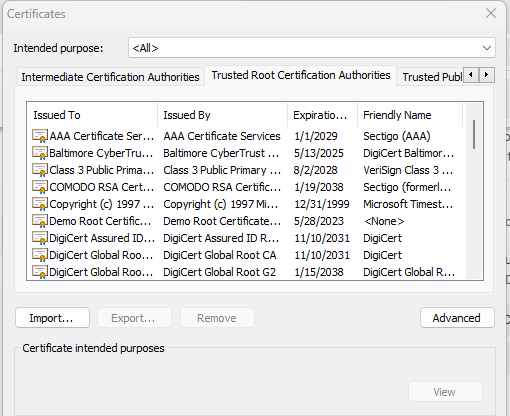 Certificates
Intended purpose: <All>
Intermediate Certification Authorities Trusted Root Certification Authorities Trusted Publ
Issued To Issued By Expiratio... Friendly Name
AAA Certificate Ser... AAA Certificate Services 1/1/2029 Sectigo (AAA)
Baltimore CyberTru... Baltimore CyberTrust ... 5/13/2025 DigiCert Baltimor...
Class 3 Public Prima... Class 3 Public Primary ... 8/2/2028 VeriSign Class 3 ...
COMODO RSA Cert... COMODO RSA Certific... 1/19/2038 Sectigo (formerl...
Copyright (c) 1997 ... Copyright (c) 1997 Mi... 12/31/1999 Microsoft Timest...
Demo Root Certific... Demo Root Certificate... 5/28/2023 <None>
DigiCert Assured ID... DigiCert Assured ID R... 11/10/2031 DigiCert
DigiCert Global Roo... DigiCert Global Root CA 11/10/2031 DigiCert
DigiCert Global Roo... DigiCert Global Root G2 1/15/2038 DigiCert Global R...
Import... Export... Remove Advanced
Certificate intended purposes
View